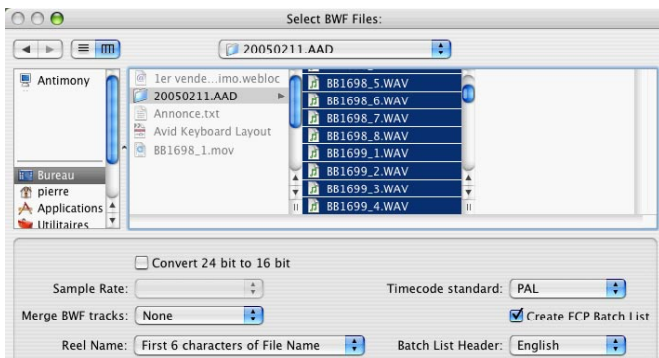 Select BWF Files:
20050211.AAD
Antimony
Bureau
pierre
Applications
Utilitaires
1er vende...imo.webloc
20050211.AAD
Annonce.txt
Avid Keyboard Layout
BB1698_1.mov
BB1698_5.WAV
BB1698_6.WAV
BB1698_7.WAV
BB1698_8.WAV
BB1699_1.WAV
BB1699_2.WAV
BB1699_3.WAV
BB1699_4.WAV
Convert 24 bit to 16 bit
Sample Rate:
Timecode standard: PAL
Merge BWF tracks: None
Create FCP Batch List
Reel Name: First 6 characters of File Name
Batch List Header: English